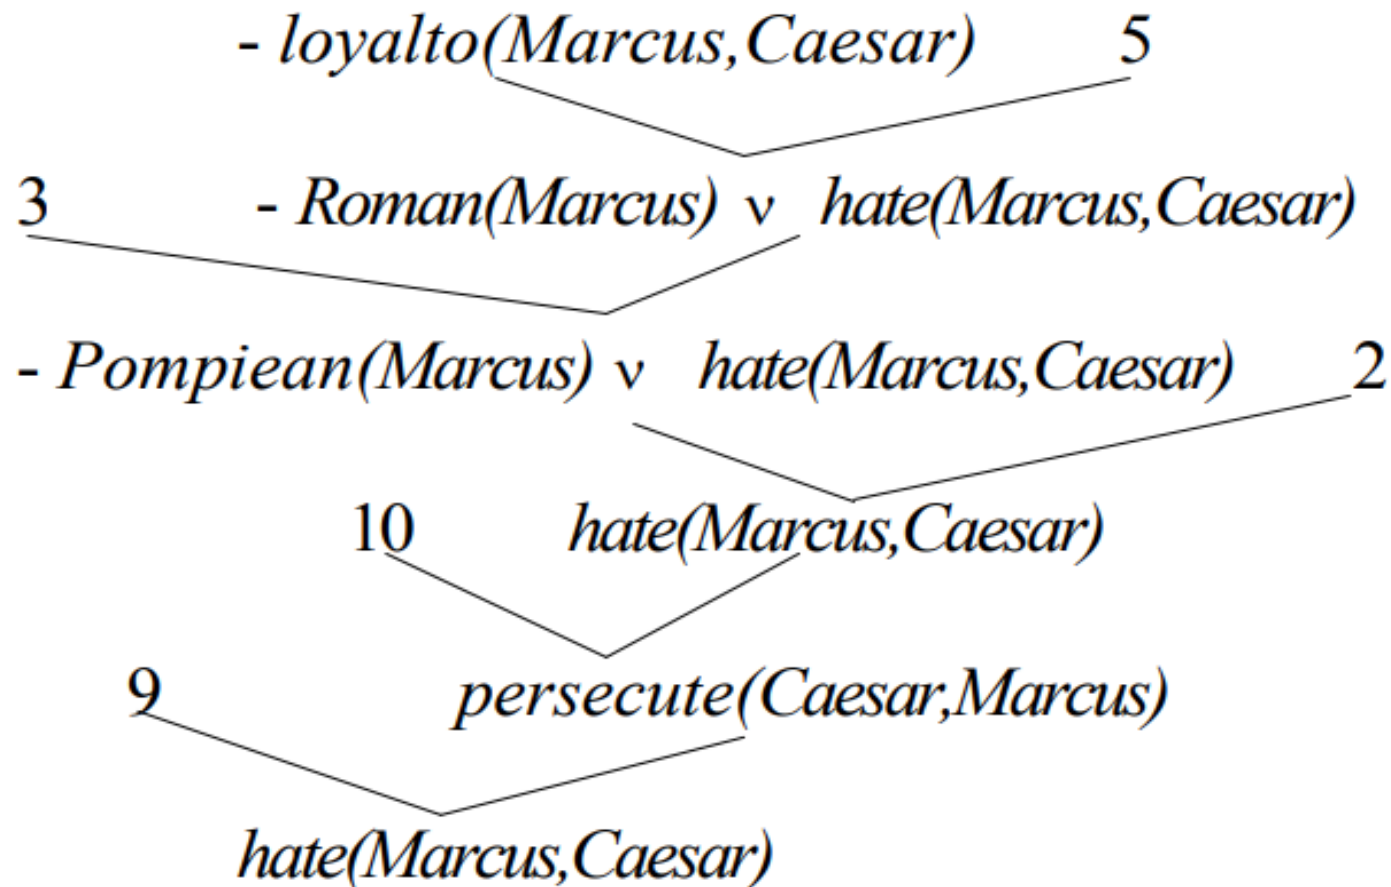 - loyalto(Marcus,Caesar) 5
3 - Roman(Marcus) v hate(Marcus,Caesar)
- Pompiean(Marcus) v hate(Marcus,Caesar) 2
10 hate(Marcus,Caesar)
9 persecute(Caesar,Marcus)
hate(Marcus,Caesar)